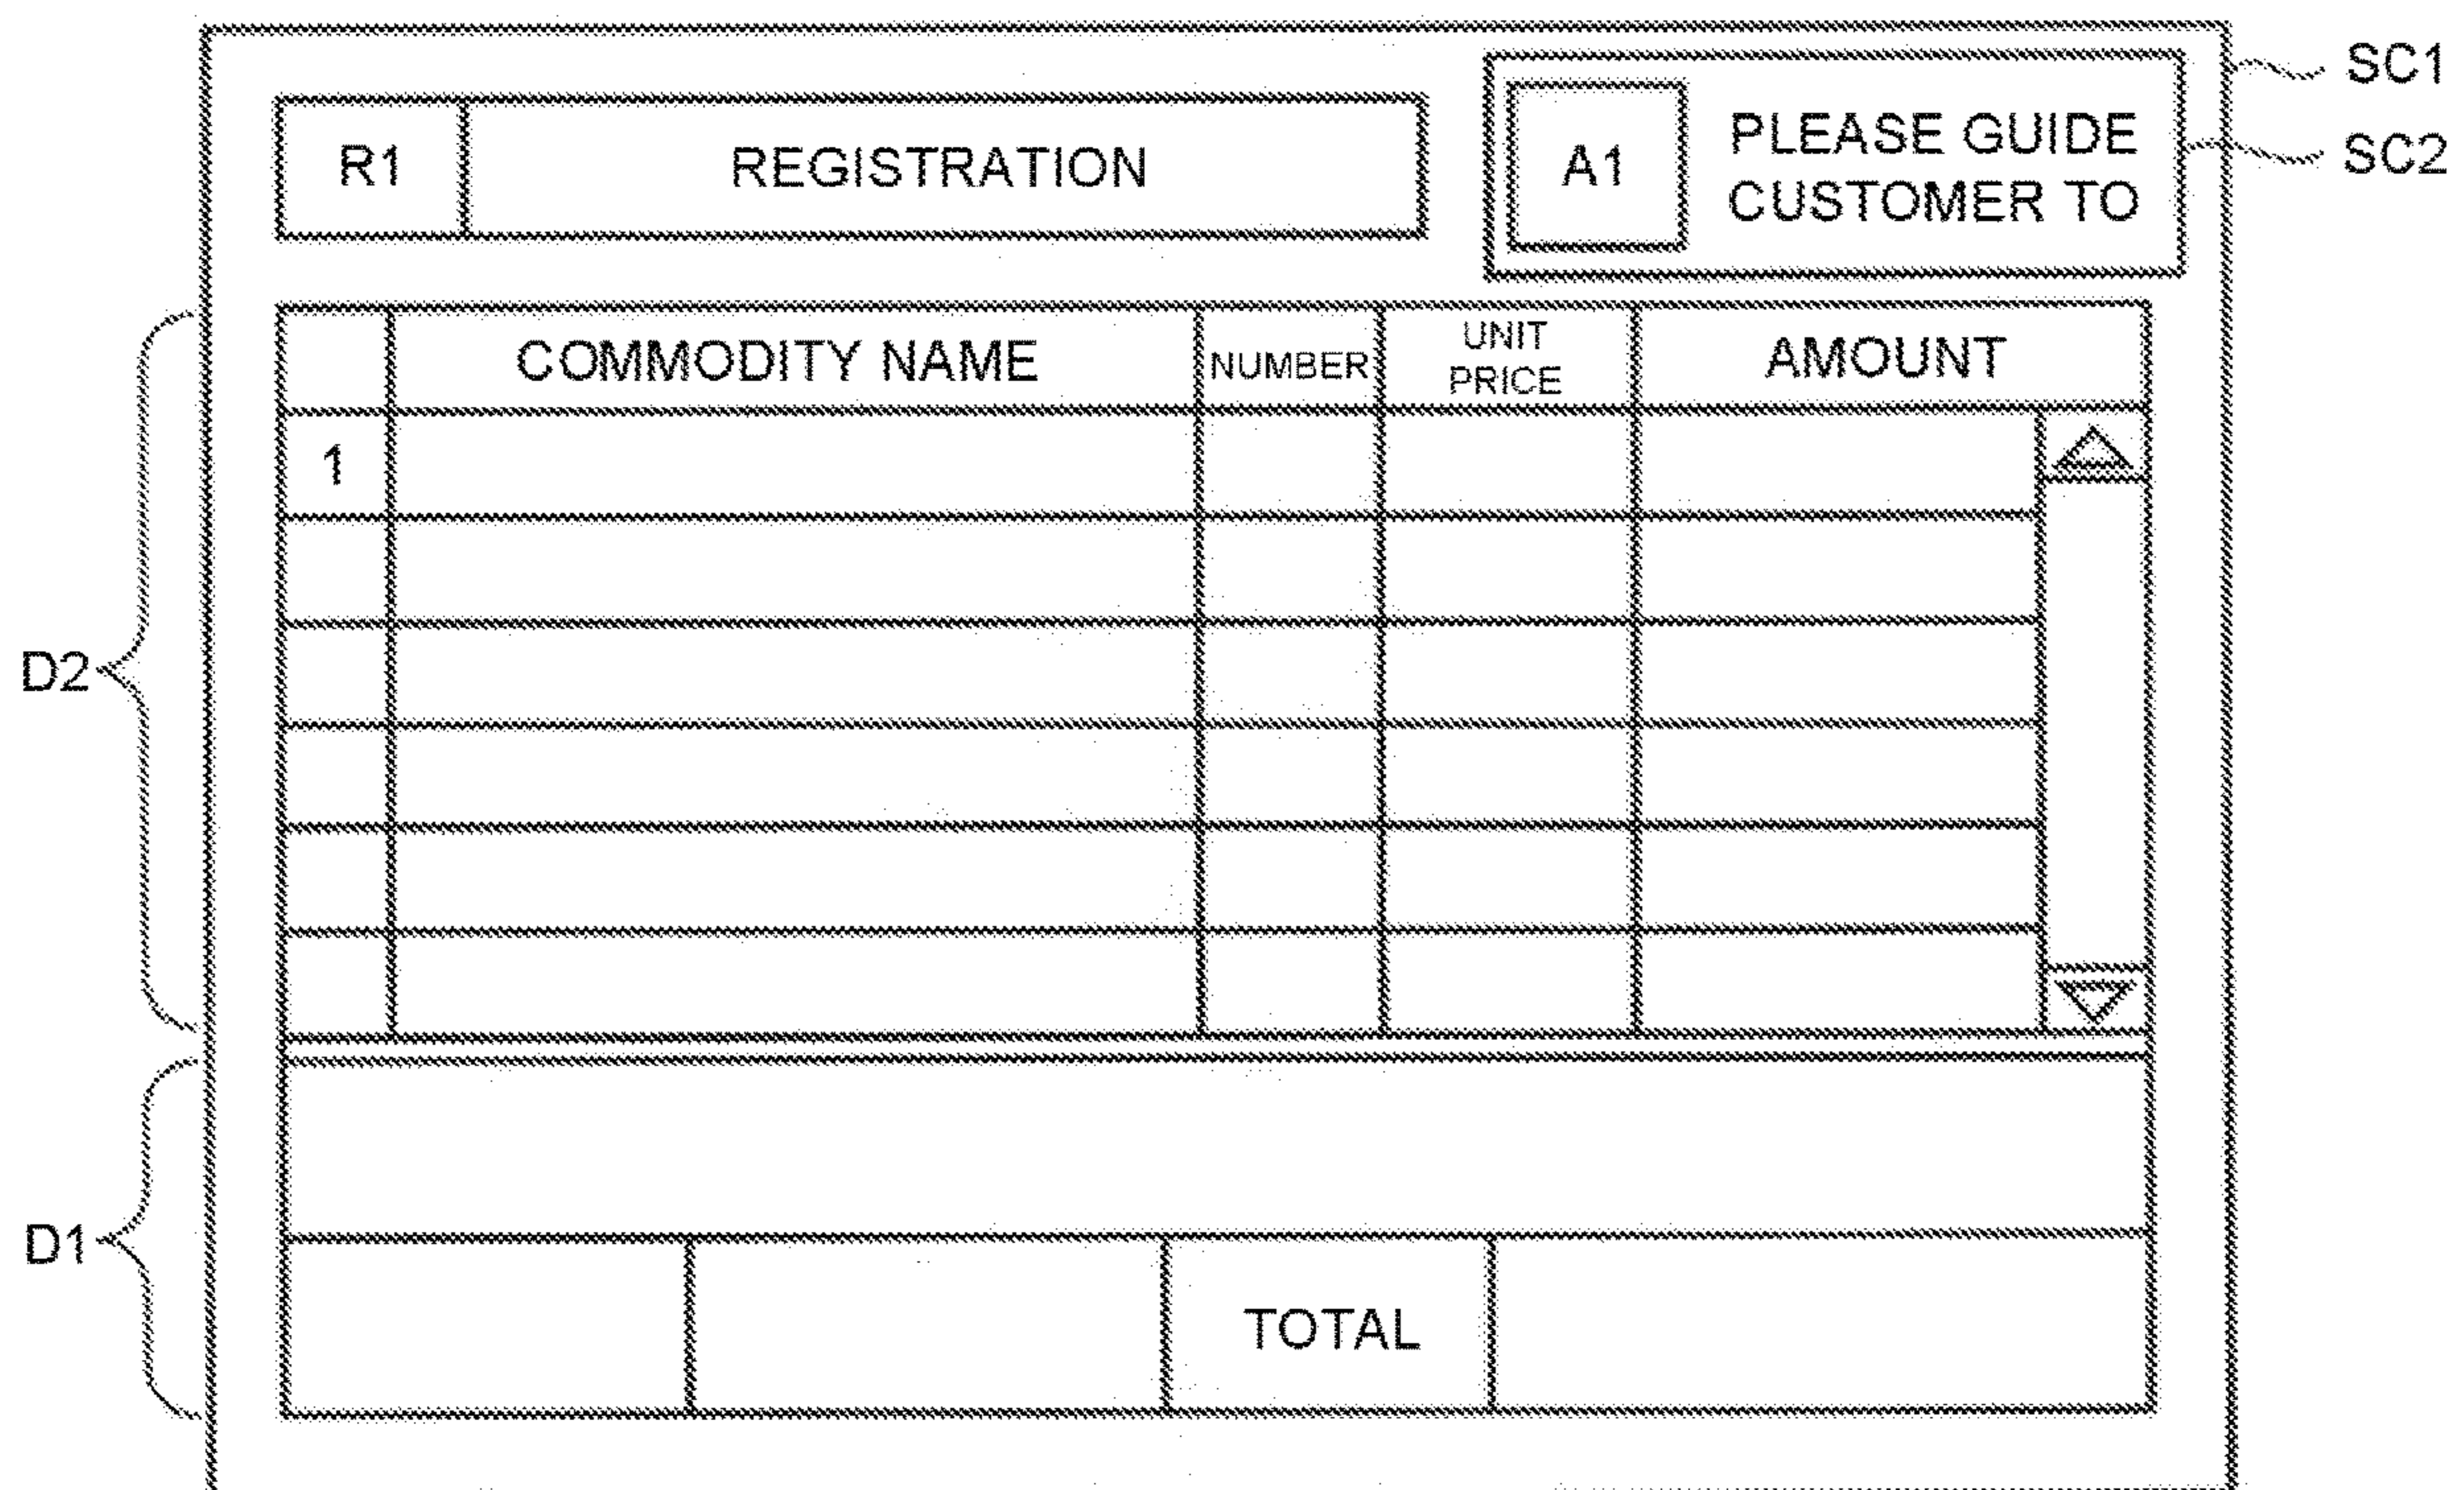 SC1
R1 REGISTRATION
A1 PLEASE GUIDE
CUSTOMER TO
SC2
COMMODITY NAME NUMBER UNIT
PRICE AMOUNT
1
D2
D1
TOTAL